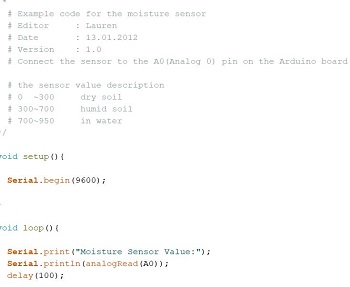 # Example code for the moisture sensor
# Editor : Lauren
# Date : 13.01.2012
# Version : 1.0
# Connect the sensor to the A0(Analog 0) pin on the Arduino board
# the sensor value description
# 0 ~300 dry soil
# 300~700 humid soil
# 700~950 in water
*/
void setup(){
Serial.begin(9600);
}
void loop(){
Serial.print("Moisture Sensor Value:");
Serial.println(analogRead(A0));
delay(100);